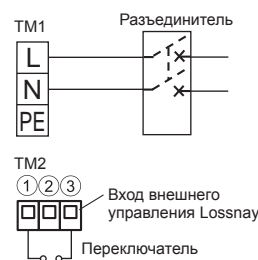 TM1
Разъединитель
L
N
PE
TM2
① ② ③
Вход внешнего
управления Lossnay
Переключатель